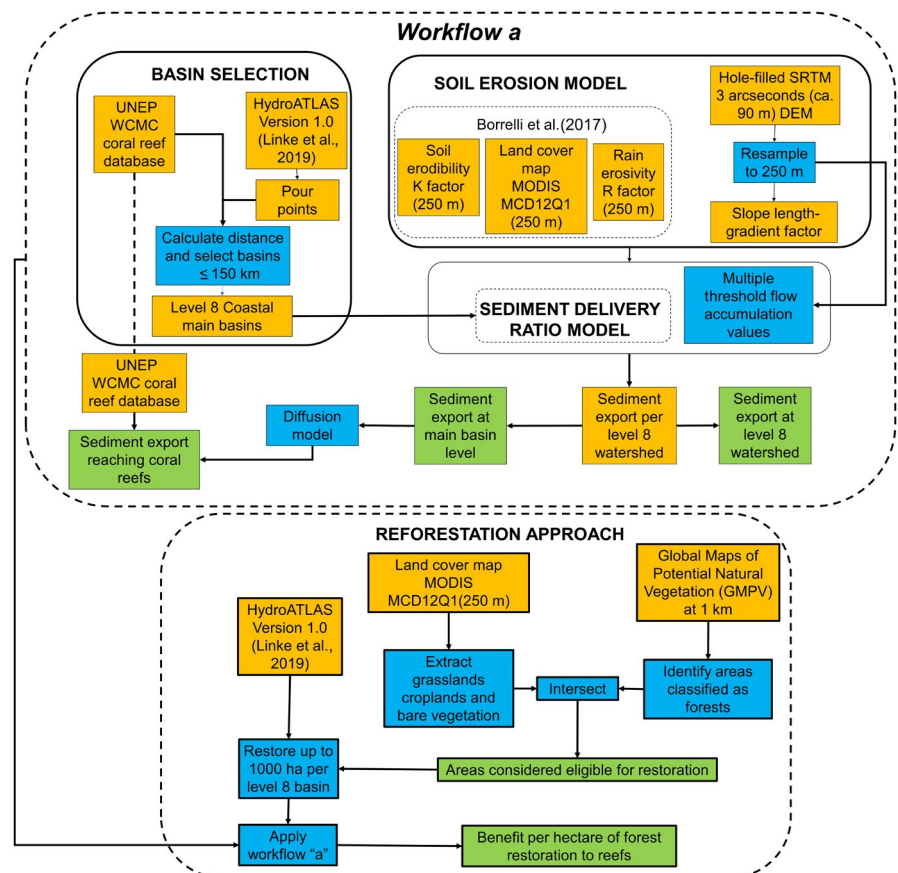 Workflow a
BASIN SELECTION
UNEP
WCMC
coral reef
database
HydroATLAS
Version 1.0
(Linke et al.,
2019)
Pour
points
Calculate distance
and select basins
≤ 150 km
Level 8 Coastal
main basins
SOIL EROSION MODEL
Borrelli et al.(2017)
Soil
erodibility
K factor
(250 m)
Land cover
map
MODIS
MCD12Q1
(250 m)
Rain
erosivity
R factor
(250 m)
Hole-filled SRTM
3 arcseconds (ca.
90 m) DEM
Resample
to 250 m
Slope length-
gradient factor
SEDIMENT DELIVERY
RATIO MODEL
Multiple
threshold flow
accumulation
values
UNEP
WCMC coral
reef database
Sediment export
reaching coral
reefs
Diffusion
model
Sediment
export at
main basin
level
Sediment
export per
level 8
watershed
Sediment
export at
level 8
watershed
REFORESTATION APPROACH
HydroATLAS
Version 1.0
(Linke et al.,
2019)
Land cover map
MODIS
MCD12Q1(250 m)
Global Maps of
Potential Natural
Vegetation (GMPV)
at 1 km
Extract
grasslands
croplands and
bare vegetation
Intersect
Identify areas
classified as
forests
Restore up to
1000 ha per
level 8 basin
Areas considered eligible for restoration
Apply
workflow "a"
Benefit per hectare of forest
restoration to reefs